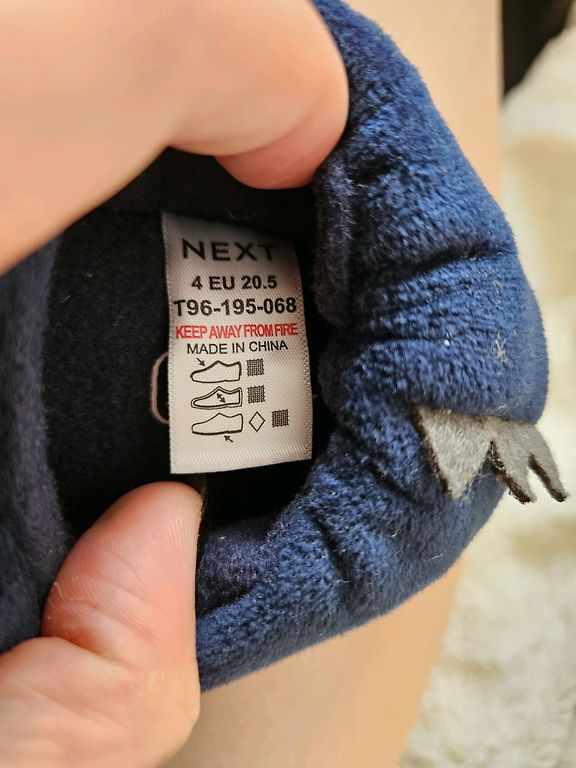 NEXT
4 EU 20.5
T96-195-068
KEEP AWAY FROM FIRE
MADE IN CHINA